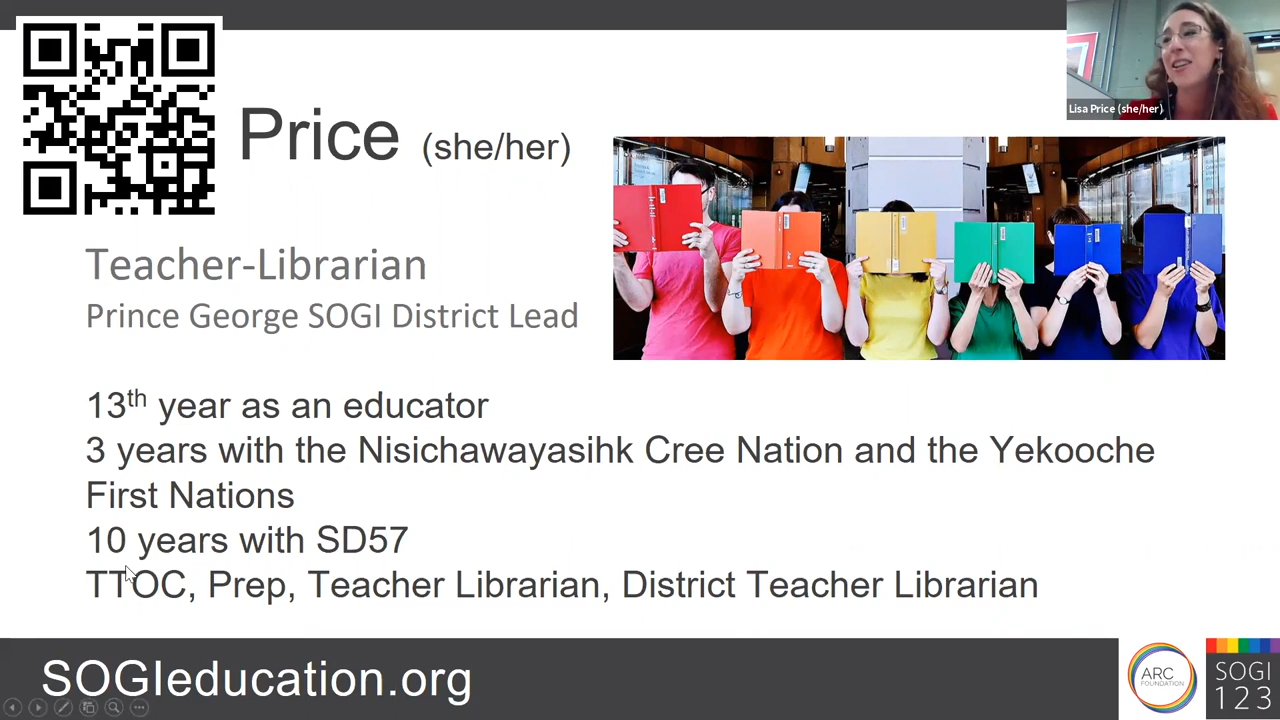 Price (she/her)
Lisa Price (she/her)
Teacher-Librarian
Prince George SOGI District Lead
13th year as an educator
3 years with the Nisichawayasihk Cree Nation and the Yekooche
First Nations
10 years with SD57
TTOC, Prep, Teacher Librarian, District Teacher Librarian
SOGIeducation.org
ARC
FOUNDATION
SOGI
123